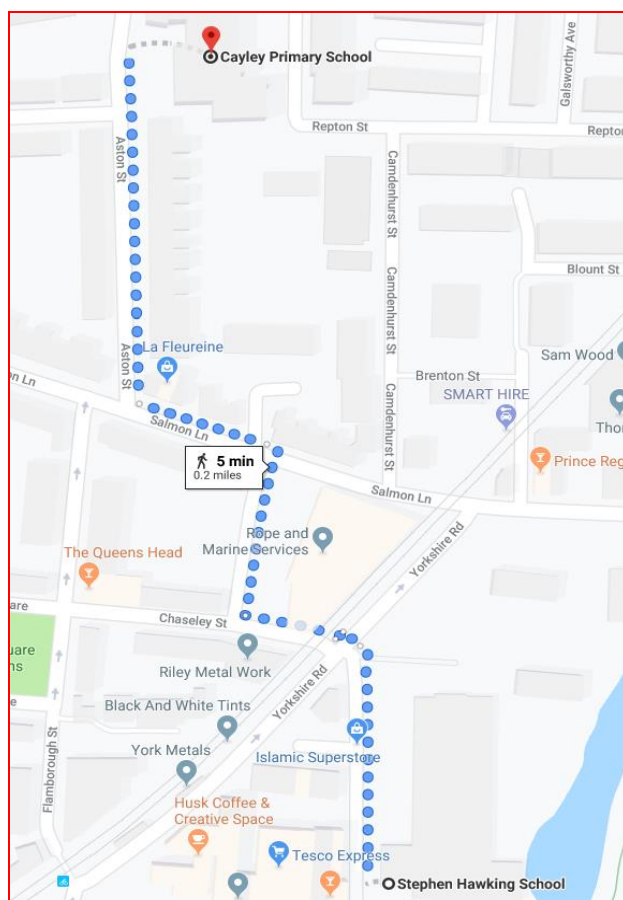 Cayley Primary School
Galsworthy Ave
Repton St
Repton
Aston St
Camdenhurst St
Camdenhurst St
Blount St
La Fleureine
Aston St
Sam Wood
Brenton St
SMART HIRE
on Ln
Salmon Ln
Camdenhurst St
Thor
5 min
0.2 miles
Prince Reg
Salmon Ln
Rope and
Marine Services
The Queens Head
Yorkshire Rd
are
Chaseley St
uare
ns
Riley Metal Work
Yorkshire Rd
Black And White Tints
York Metals
Islamic Superstore
Flamborough St
Husk Coffee &
Creative Space
Tesco Express
Stephen Hawking School